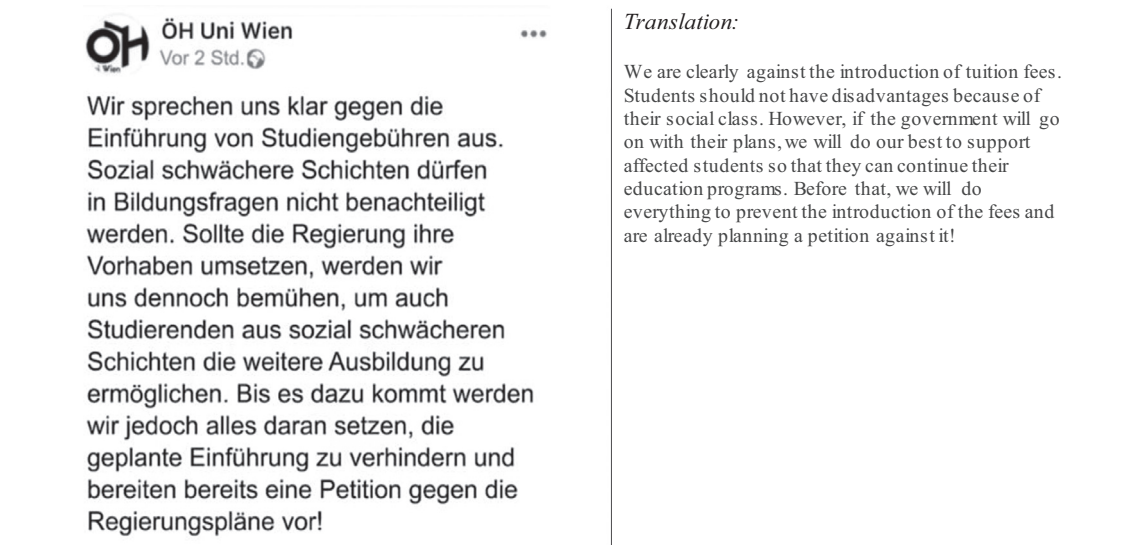 ÖH
Wien
ÖH Uni Wien
Vor 2 Std.
Wir sprechen uns klar gegen die
Einführung von Studiengebühren aus.
Sozial schwächere Schichten dürfen
in Bildungsfragen nicht benachteiligt
werden. Sollte die Regierung ihre
Vorhaben umsetzen, werden wir
uns dennoch bemühen, um auch
Studierenden aus sozial schwächeren
Schichten die weitere Ausbildung zu
ermöglichen. Bis es dazu kommt werden
wir jedoch alles daran setzen, die
geplante Einführung zu verhindern und
bereiten bereits eine Petition gegen die
Regierungspläne vor!
Translation:
We are clearly against the introduction of tuition fees.
Students should not have disadvantages because of
their social class. However, if the government will go
on with their plans, we will do our best to support
affected students so that they can continue their
education programs. Before that, we will do
everything to prevent the introduction of the fees and
are already planning a petition against it!